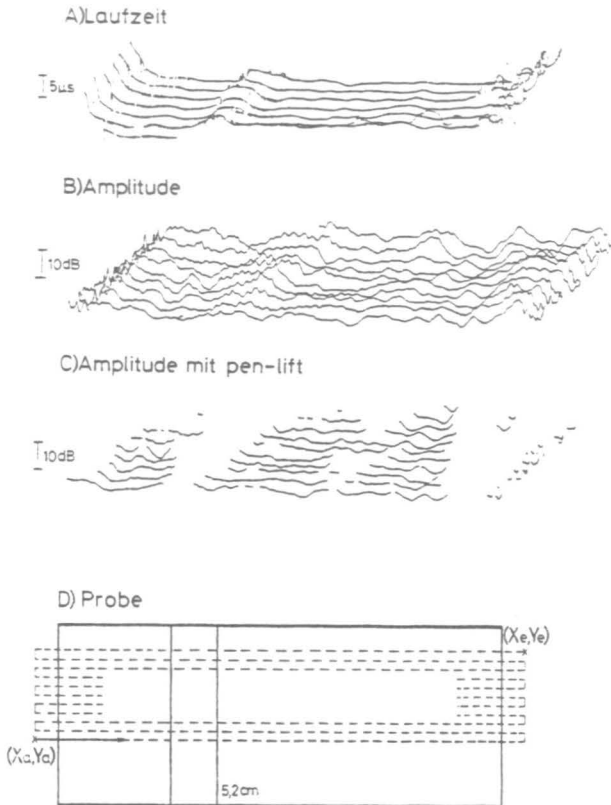 A)Laufzeit
5µs
B)Amplitude
10dB
C)Amplitude mit pen-lift
10dB
D) Probe
(Xe,Ye)
(Xa,Ya)
5,2cm